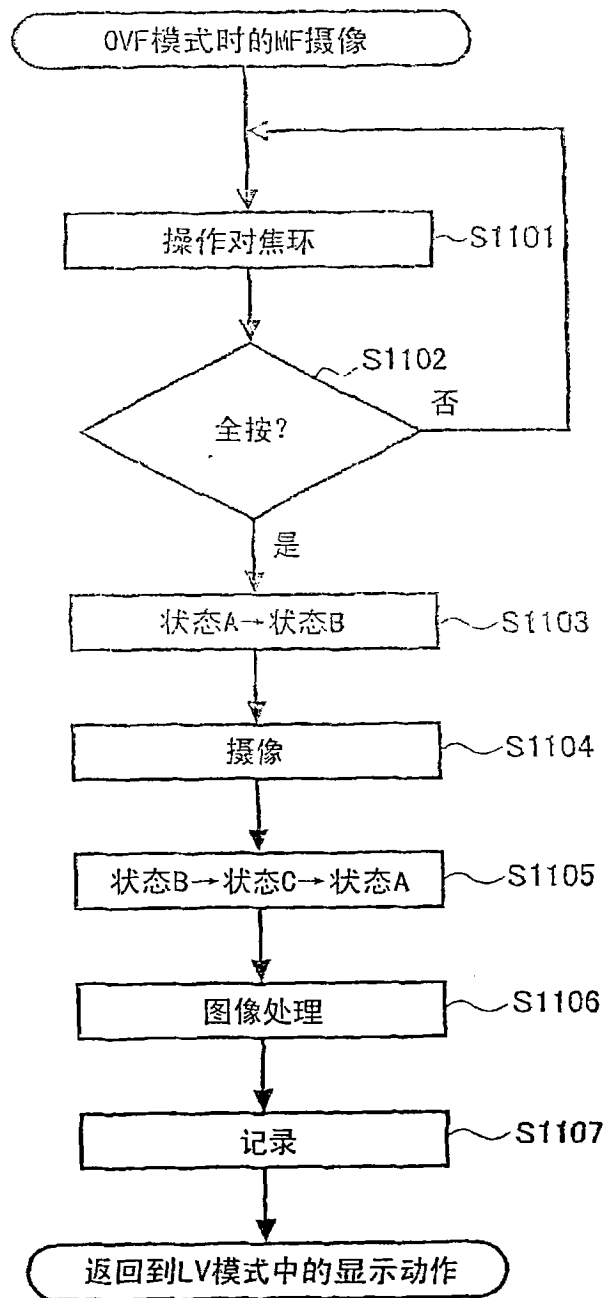 OVF模式时的MF摄像
操作对焦环
S1101
S1102
全按？
否
是
状态A→状态B
S1103
摄像
S1104
状态B→状态C→状态A
S1105
图像处理
S1106
记录
S1107
返回到LV模式中的显示动作